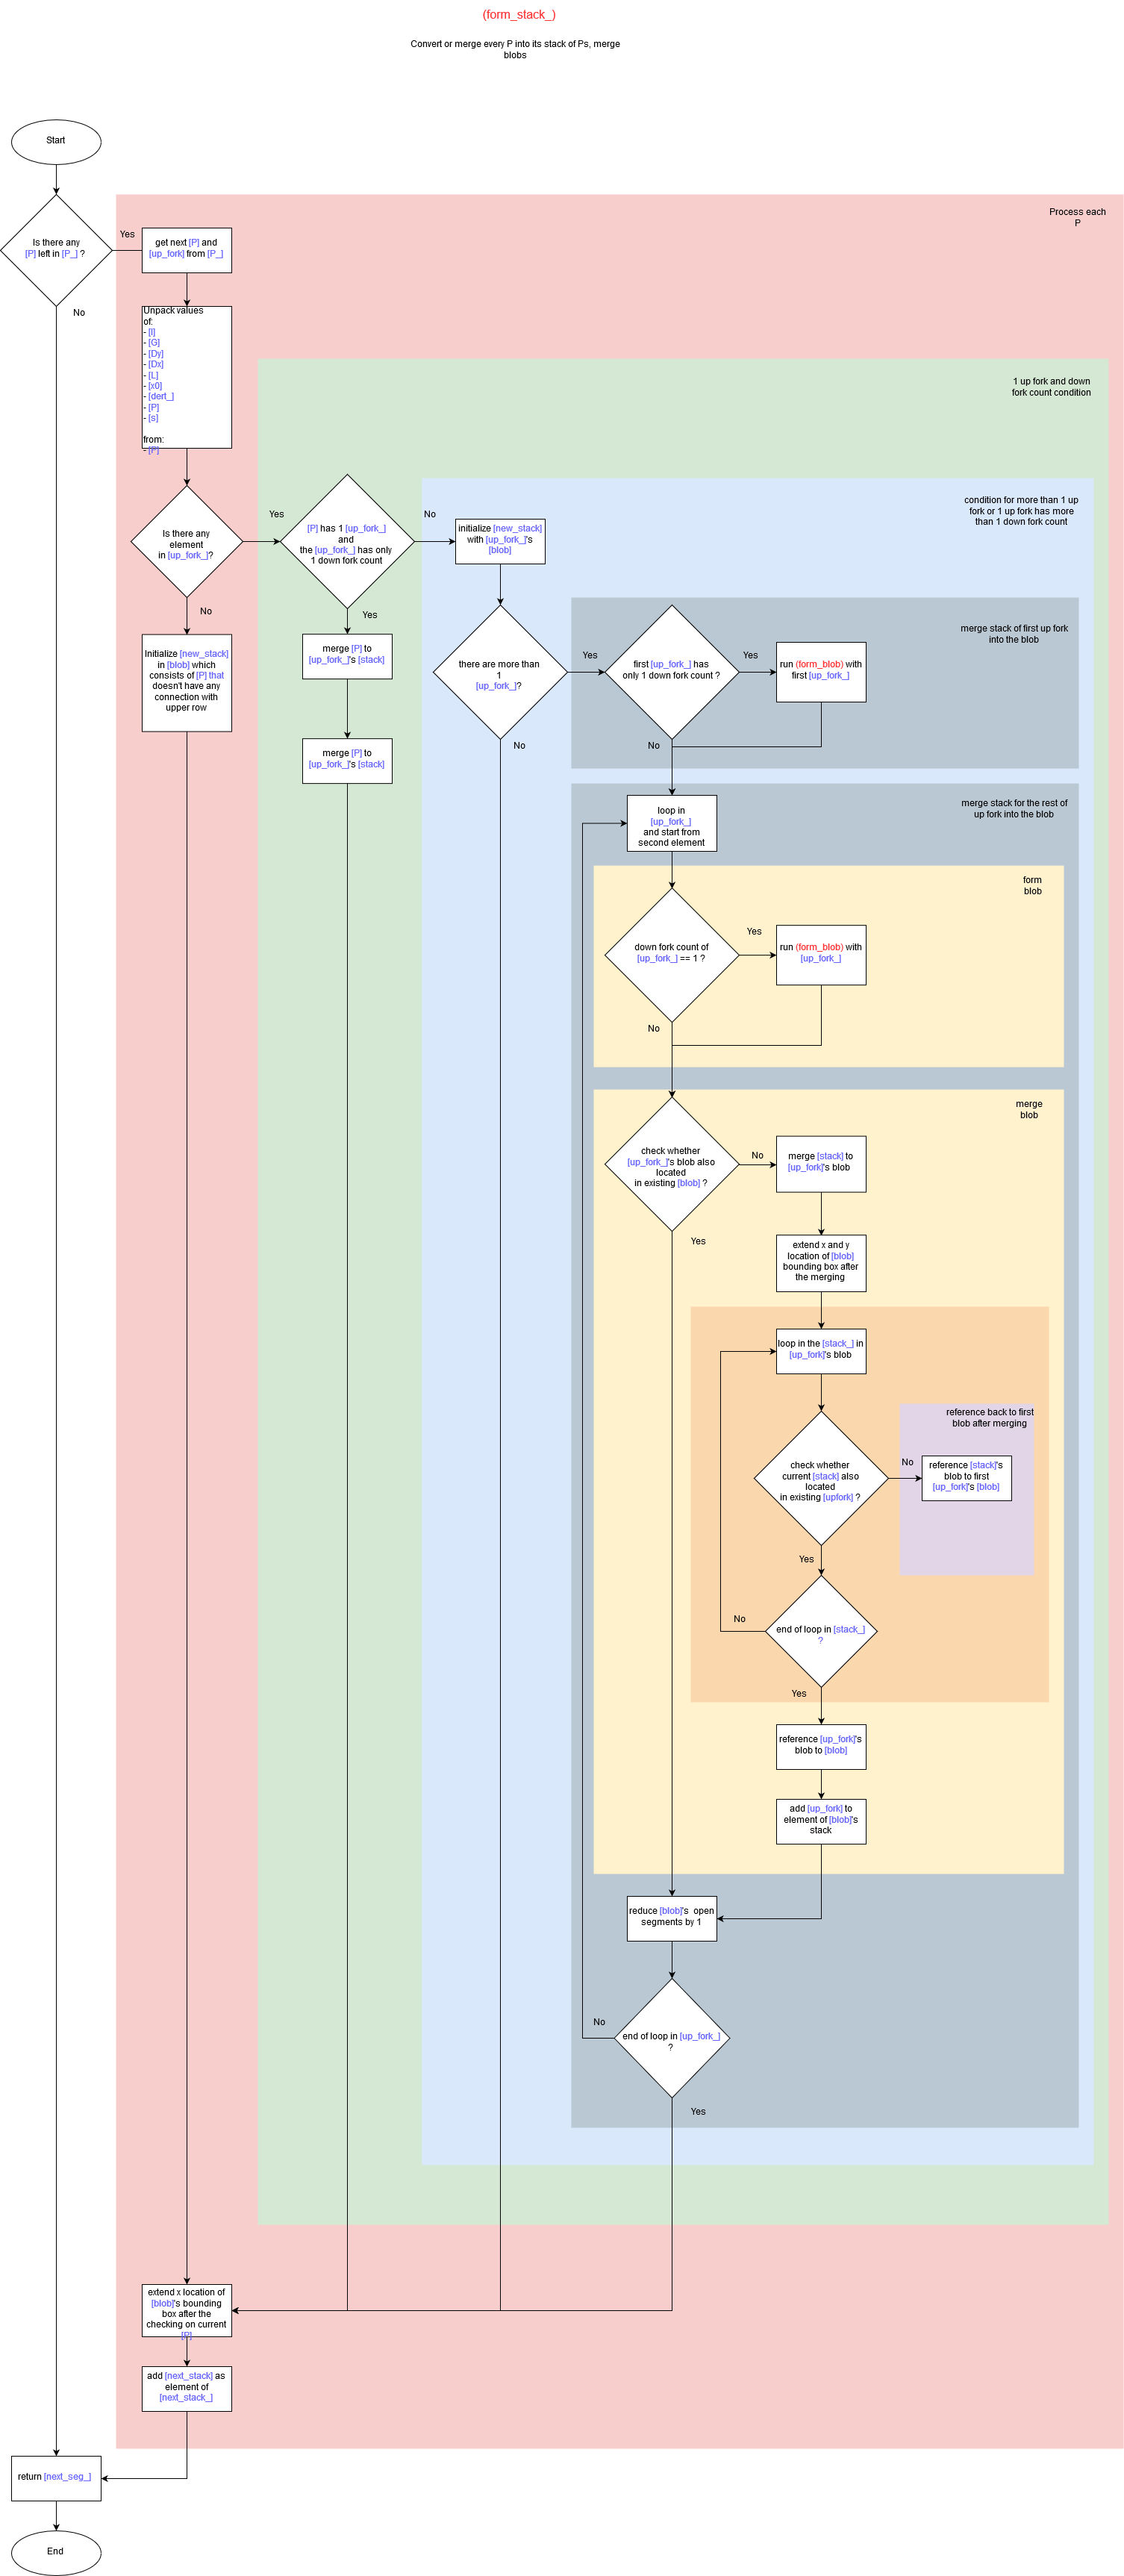 (form_stack_)
Convert or merge every P into its stack of Ps, merge
blobs
Start
Is there any
[P] left in [P_] ?
Yes
No
get next [P] and
[up_fork] from [P_]
Process each
P
Unpack values
of:
- [I]
- [G]
- [Dy]
- [Dx]
- [L]
- [x0]
- [dert_]
- [P]
- [s]
from:
- [P]
1 up fork and down
fork count condition
Is there any
element
in [up_fork_]?
Yes
No
[P] has 1 [up_fork_]
and
the [up_fork_] has only
1 down fork count
No
Yes
condition for more than 1 up
fork or 1 up fork has more
than 1 down fork count
initialize [new_stack]
with [up_fork_]'s
[blob]
Initialize [new_stack]
in [blob] which
consists of [P] that
doesn't have any
connection with
upper row
merge [P] to
[up_fork_]'s [stack]
merge [P] to
[up_fork_]'s [stack]
there are more than
1
[up_fork_]?
Yes
No
merge stack of first up fork
into the blob
first [up_fork_] has
only 1 down fork count ?
Yes
No
run (form_blob) with
first [up_fork_]
merge stack for the rest of
up fork into the blob
loop in
[up_fork_]
and start from
second element
form
blob
down fork count of
[up_fork_] == 1 ?
Yes
No
run (form_blob) with
[up_fork_]
merge
blob
check whether
[up_fork_]'s blob also
located
in existing [blob] ?
No
Yes
merge [stack] to
[up_fork]'s blob
extend x and y
location of [blob]
bounding box after
the merging
loop in the [stack_] in
[up_fork]'s blob
reference back to first
blob after merging
check whether
current [stack] also
located
in existing [upfork] ?
No
Yes
reference [stack]'s
blob to first
[up_fork]'s [blob]
end of loop in [stack_]
?
No
Yes
reference [up_fork]'s
blob to [blob]
add [up_fork] to
element of [blob]'s
stack
reduce [blob]'s  open
segments by 1
end of loop in [up_fork_]
?
No
Yes
extend x location of
[blob]'s bounding
box after the
checking on current
[P]
add [next_stack] as
element of
[next_stack_]
return [next_seg_]
End